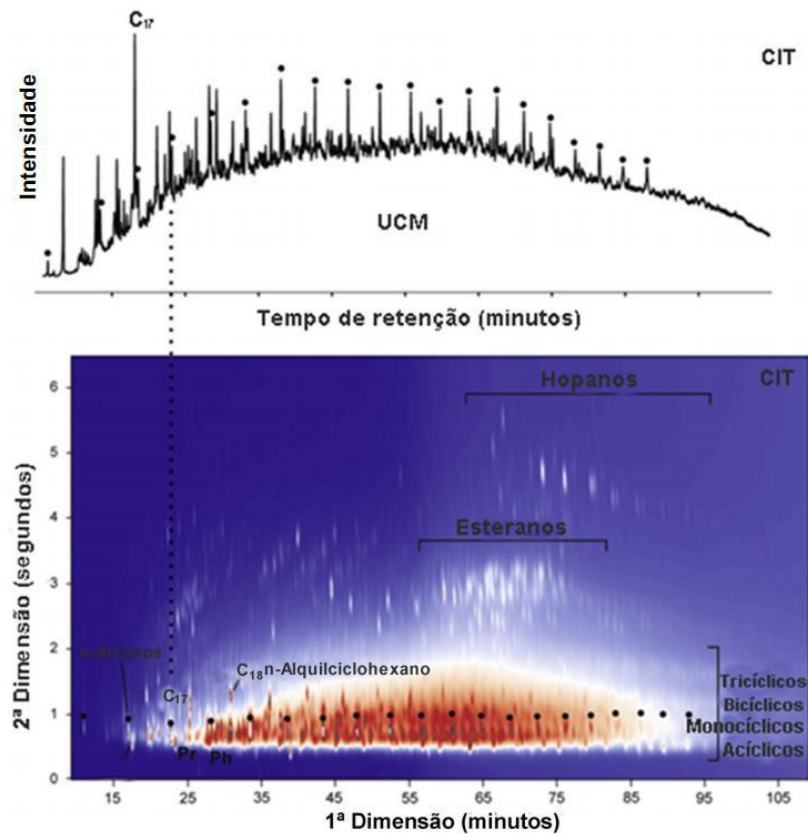 C17
CIT
Intensidade
UCM
Tempo de retenção (minutos)
CIT
Hopanos
Esteranos
n-Alcanos
C18n-Alquilciclohexano
C17
Pr
Ph
Tricíclicos
Bicíclicos
Monocíclicos
Acíclicos
2ª Dimensão (segundos)
6
5
4
3
2
1
0
15 25 35 45 55 65 75 85 95 105
1ª Dimensão (minutos)